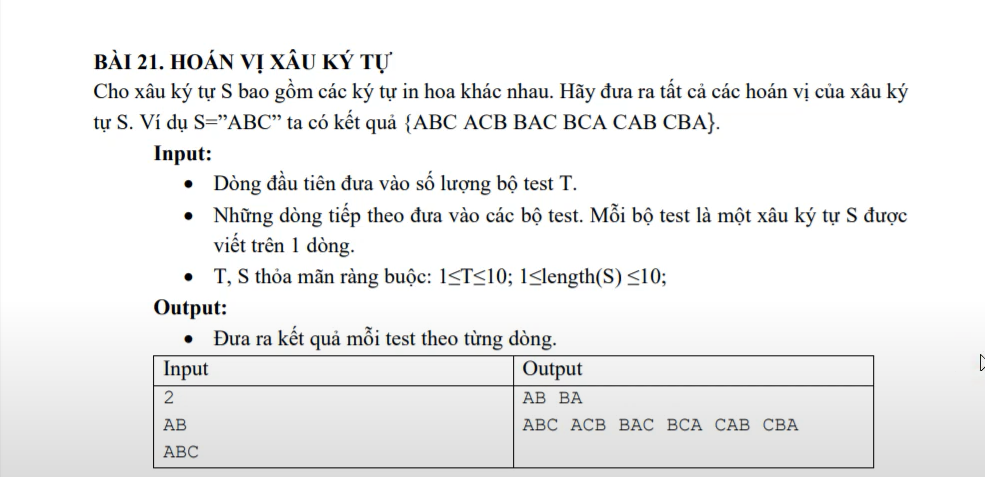 BÀI 21. HOÁN VỊ XÂU KÝ TỰ
Cho xâu ký tự S bao gồm các ký tự in hoa khác nhau. Hãy đưa ra tất cả các hoán vị của xâu ký
tự S. Ví dụ S=”ABC” ta có kết quả {ABC ACB BAC BCA CAB CBA}.
Input:
• Dòng đầu tiên đưa vào số lượng bộ test T.
• Những dòng tiếp theo đưa vào các bộ test. Mỗi bộ test là một xâu ký tự S được
viết trên 1 dòng.
• T, S thỏa mãn ràng buộc: 1≤T≤10; 1≤length(S) ≤10;
Output:
• Đưa ra kết quả mỗi test theo từng dòng.
Input Output
2 AB BA
AB ABC ACB BAC BCA CAB CBA
ABC